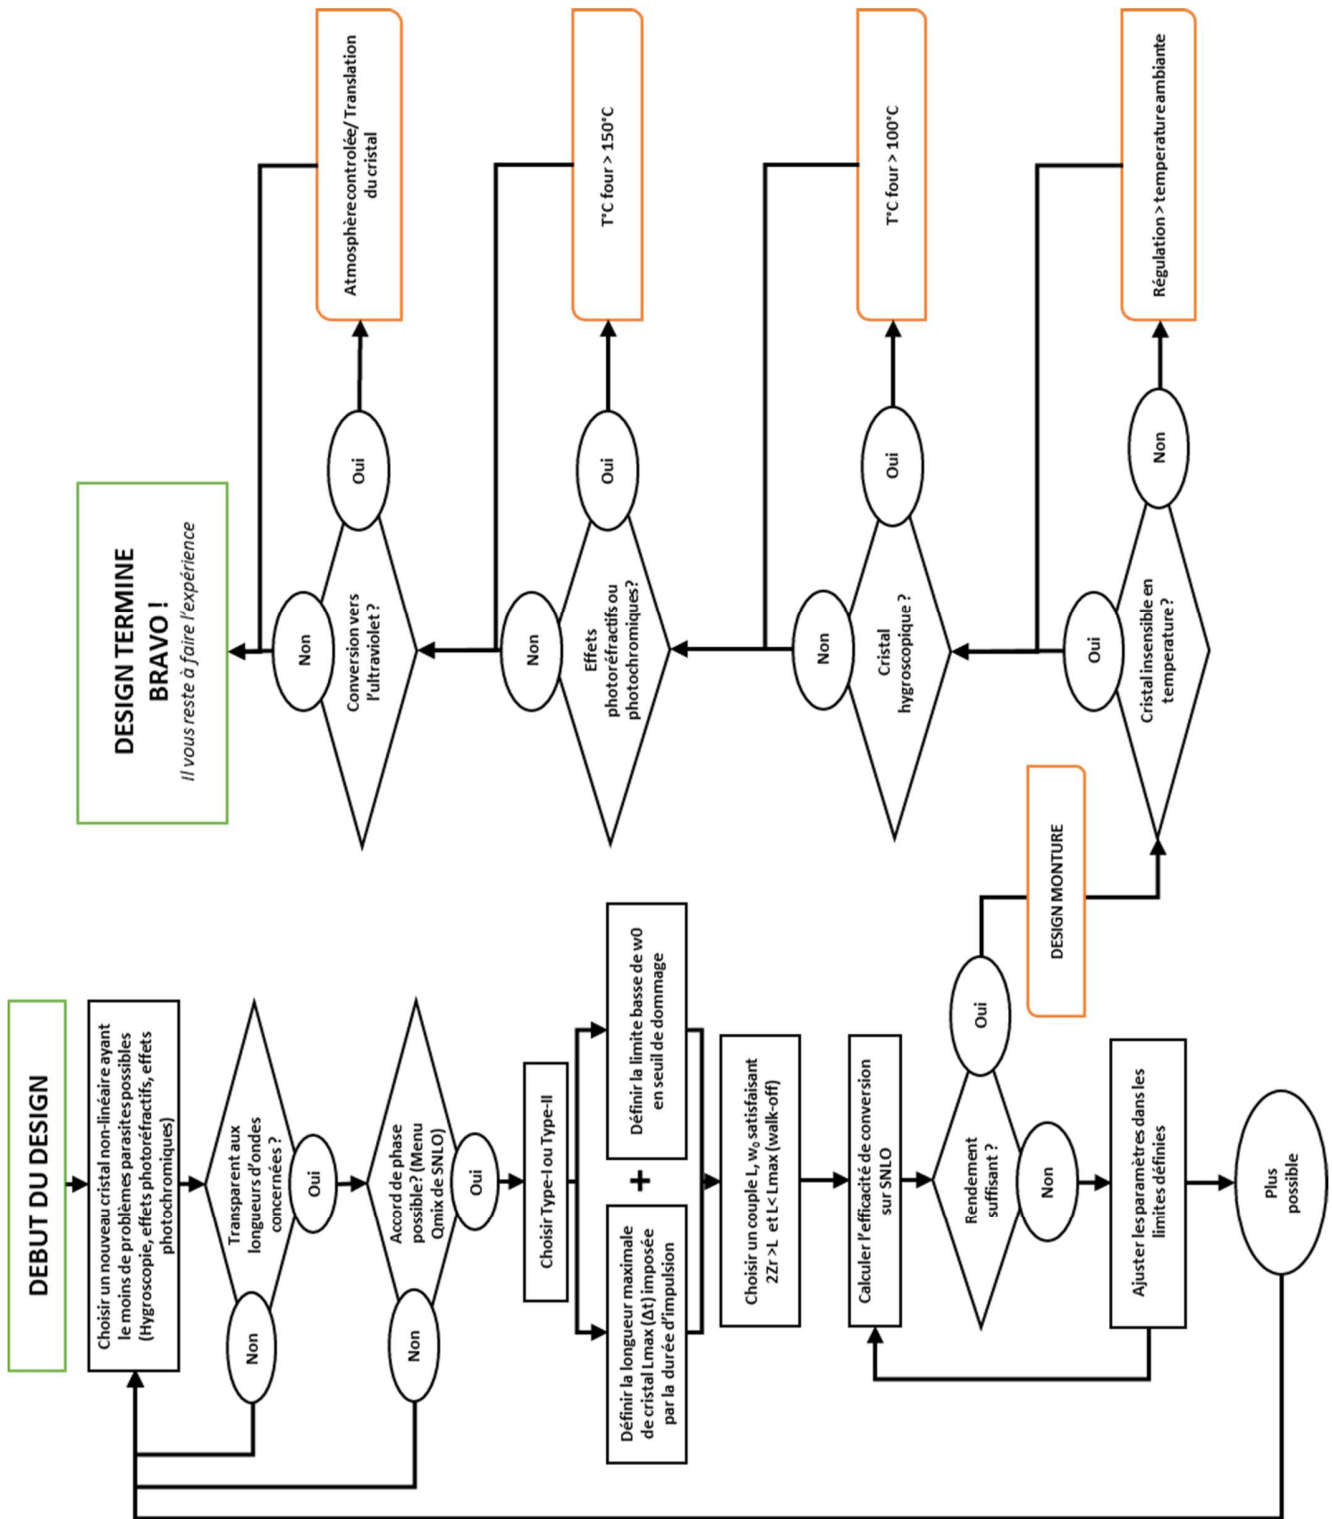 DEBUT DU DESIGN
Choisir un nouveau cristal non-linéaire ayant
le moins de problèmes parasites possibles
(Hygroscopie, effets photoréfractifs, effets
photochromiques)
Transparent aux
longueurs d'ondes
concernées ?
Non
Oui
Accord de phase
possible? (Menu
Qmix de SNLO)
Non
Oui
Choisir Type-I ou Type-II
Définir la longueur maximale
de cristal Lmax (Δt) imposée
par la durée d'impulsion
+
Définir la limite basse de w0
en seuil de dommage
Choisir un couple L, w₀ satisfaisant
2Zr >L et L< Lmax (walk-off)
Calculer l'efficacité de conversion
sur SNLO
Rendement
suffisant ?
Oui
Non
Ajuster les paramètres dans les
limites définies
Plus
possible
DESIGN MONTURE
Cristal insensible en
temperature ?
Non
Régulation > temperature ambiante
Oui
Cristal
hygroscopique ?
Oui
T°C four > 100°C
Non
Effets
photoréfractifs ou
photochromiques?
Oui
T°C four > 150°C
Non
Conversion vers
l'ultraviolet ?
Oui
Atmosphère controlée/ Translation
du cristal
Non
DESIGN TERMINE
BRAVO !
Il vous reste à faire l'expérience